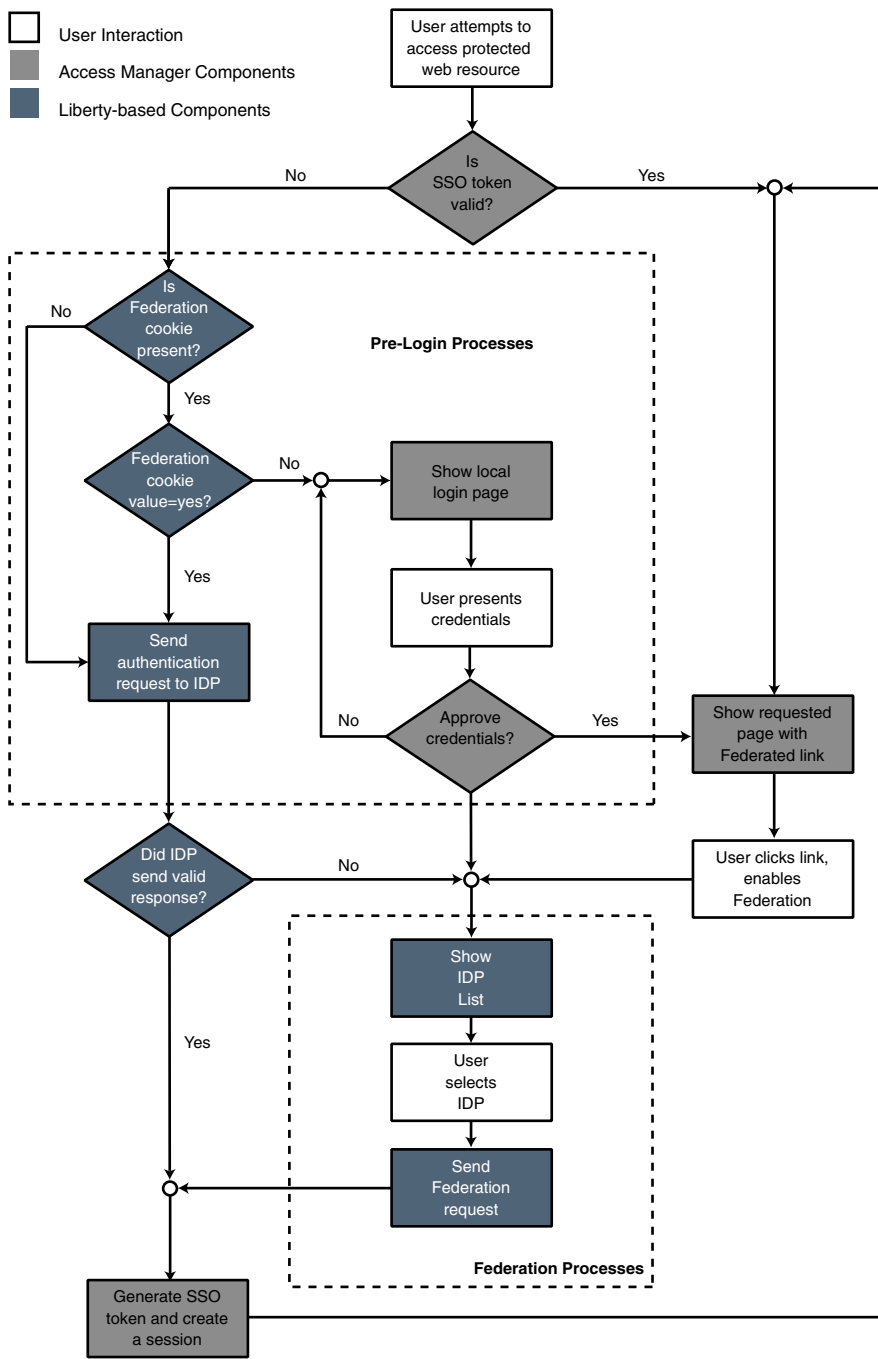 User Interaction
Access Manager Components
Liberty-based Components
User attempts to
access protected
web resource
Is
SSO token
valid?
No
Yes
Is
Federation
cookie
present?
No
Pre-Login Processes
Yes
Federation
cookie
value=yes?
No
Show local
login page
Yes
User presents
credentials
Send
authentication
request to IDP
No
Approve
credentials?
Yes
Show requested
page with
Federated link
Did IDP
send valid
response?
No
User clicks link,
enables
Federation
Show
IDP
List
Yes
User
selects
IDP
Send
Federation
request
Federation Processes
Generate SSO
token and create
a session